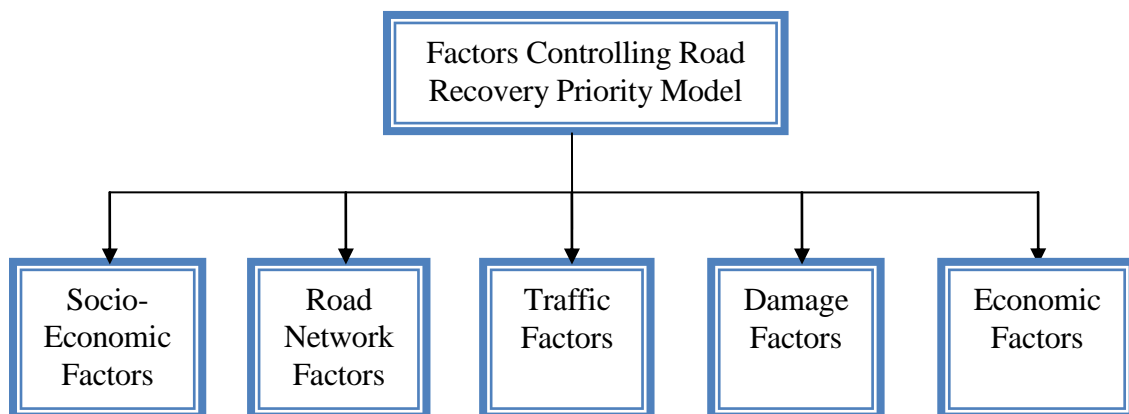 Factors Controlling Road
Recovery Priority Model
Socio-
Economic
Factors
Road
Network
Factors
Traffic
Factors
Damage
Factors
Economic
Factors